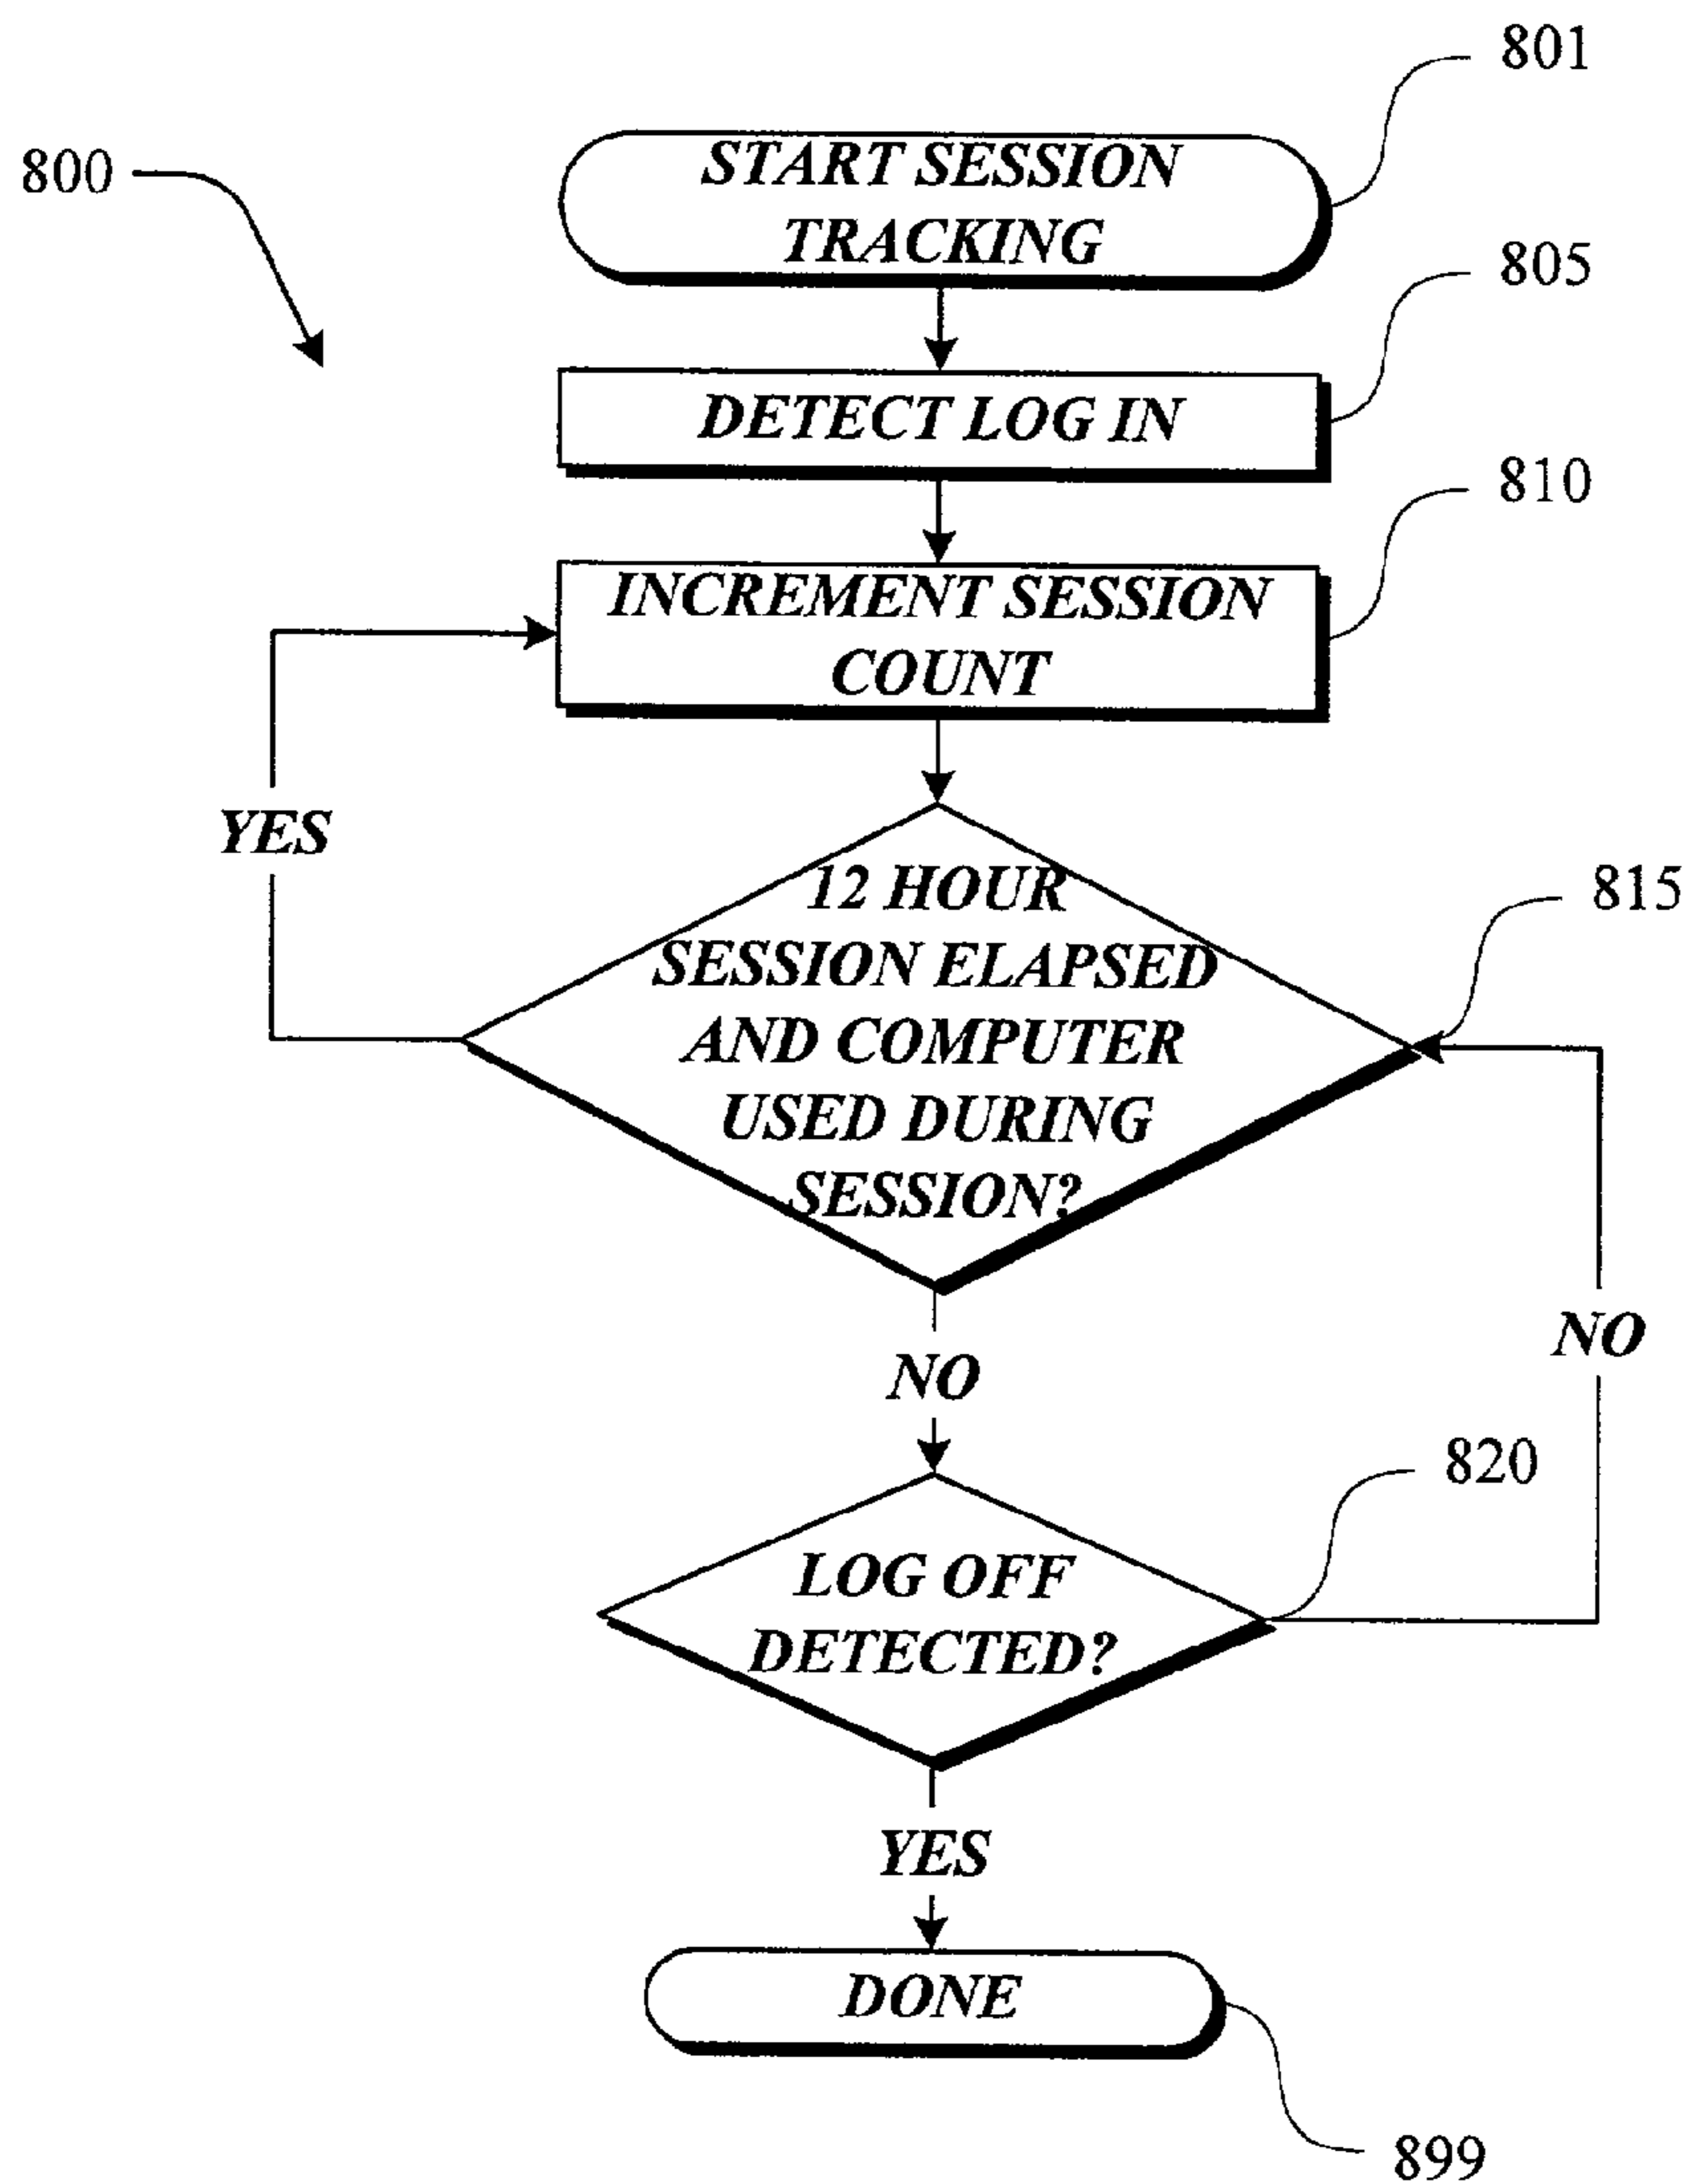 801
800
START SESSION
TRACKING
805
DETECT LOG IN
810
INCREMENT SESSION
COUNT
YES
12 HOUR
SESSION ELAPSED
AND COMPUTER
USED DURING
SESSION?
815
NO
NO
820
LOG OFF
DETECTED?
YES
DONE
899